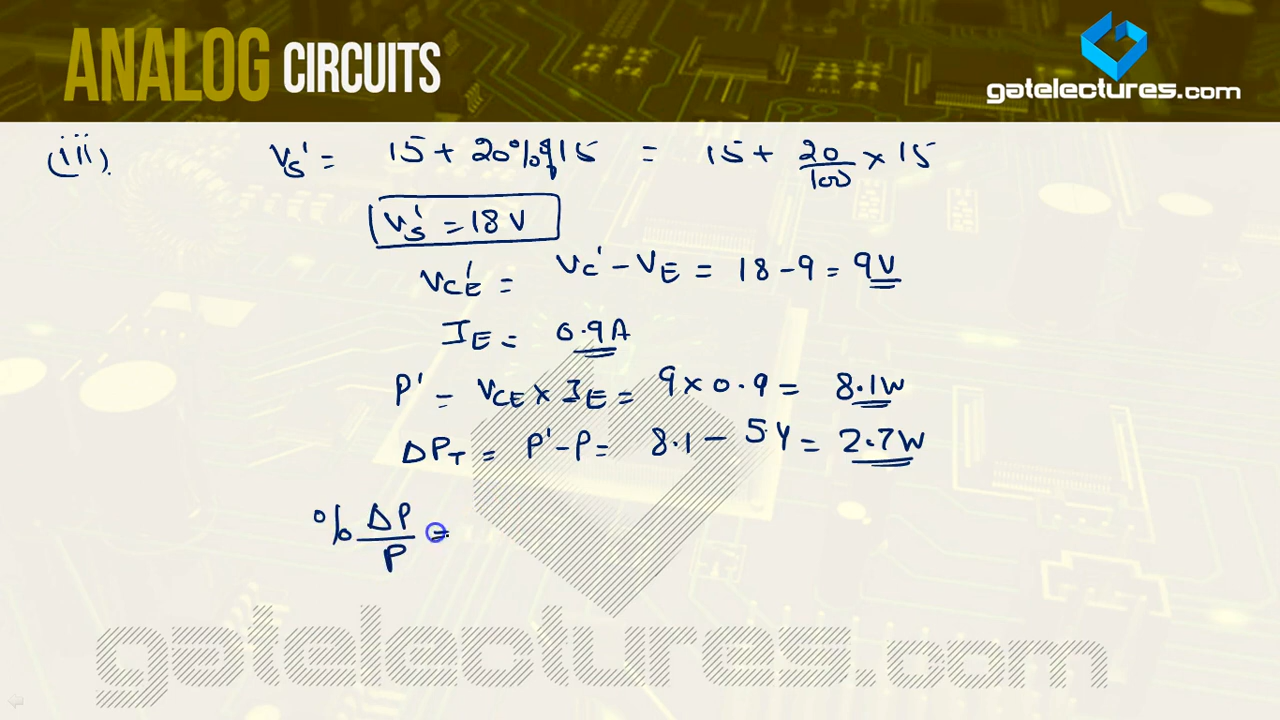 ANALOG CIRCUITS
gatelectures.com
(iii). Vs' = 15 + 20% of 15 = 15 + 20/100 × 15
Vs' = 18 V
VCE' = Vc' - VE = 18 - 9 = 9V
IE = 0.9A
P' = VCE × IE = 9 × 0.9 = 8.1W
ΔPT = P' - P = 8.1 - 5.4 = 2.7W
% ΔP/P =
gatelectures.com